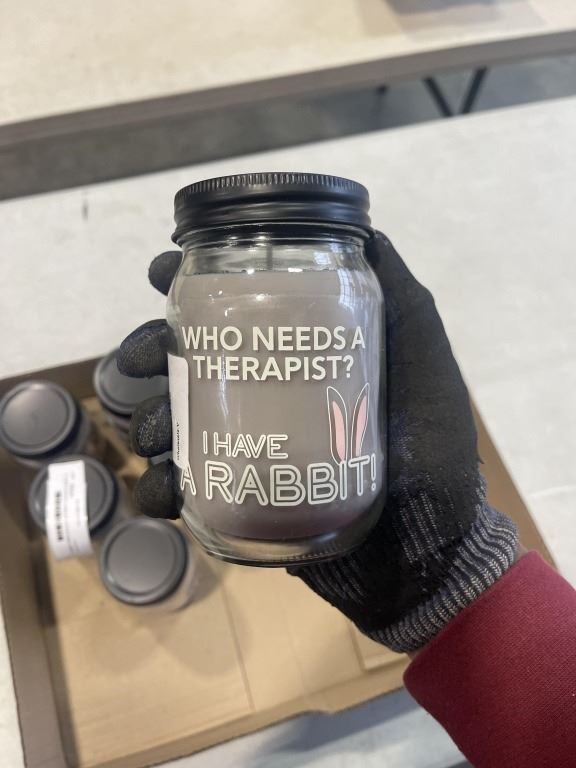 WHO NEEDS A
THERAPIST?
I HAVE
A RABBIT!